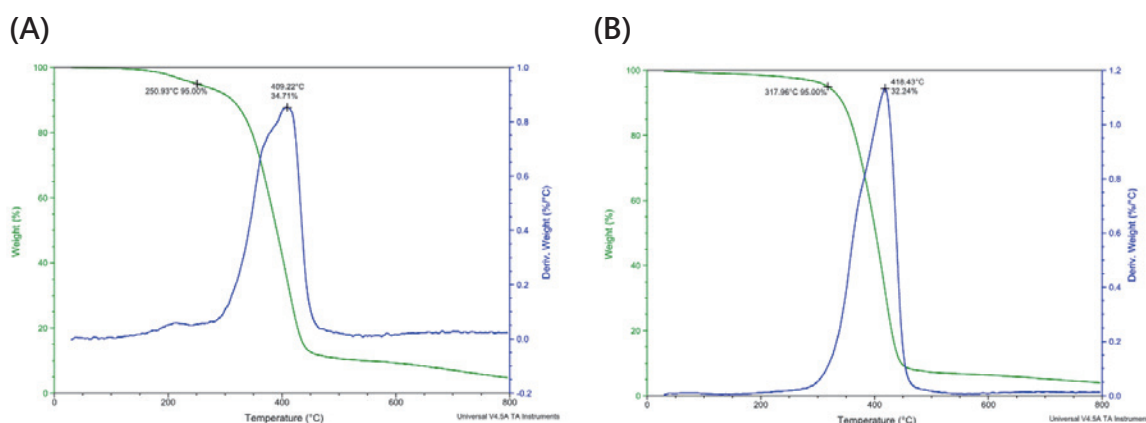 (A)
(B)
100
80
60
40
20
0
Weight (%)
250.93°C 95.00%
409.22°C
34.71%
1.0
0.8
0.6
0.4
0.2
0.0
-0.2
Deriv. Weight (%/°C)
0
200
400
600
800
Temperature (°C)
Universal V4.5A TA Instruments
100
80
60
40
20
0
Weight (%)
317.96°C 95.00%
418.43°C
32.24%
1.2
1.0
0.8
0.6
0.4
0.2
0.0
Deriv. Weight (%/°C)
0
200
400
600
800
Temperature (°C)
Universal V4.5A TA Instruments